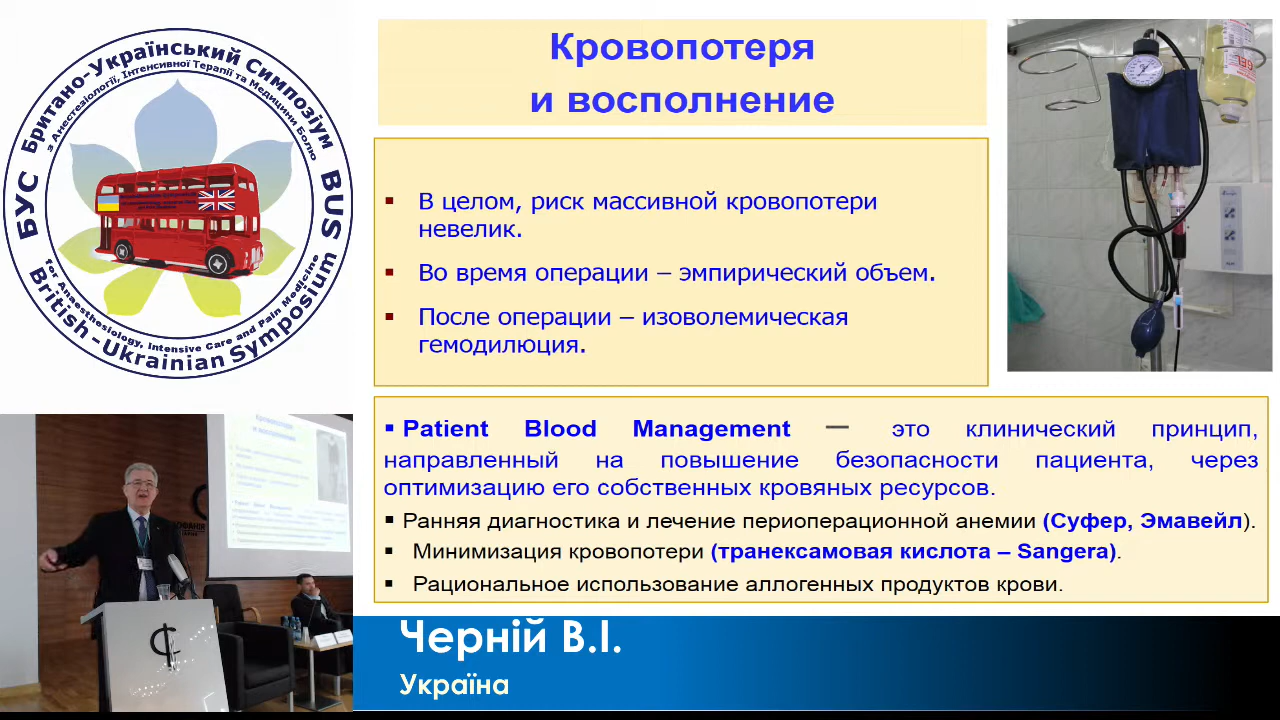 Британо-Український Симпозіум
з Анестезіології, Інтенсивної Терапії та Медицини Болю
БУС
BUS
for Anaesthesiology, Intensive Care and Pain Medicine
British -Ukrainian Symposium
Кровопотеря
и восполнение
▪ В целом, риск массивной кровопотери
невелик.
▪ Во время операции – эмпирический объем.
▪ После операции – изоволемическая
гемодилюция.
▪ Patient Blood Management — это клинический принцип,
направленный на повышение безопасности пациента, через
оптимизацию его собственных кровяных ресурсов.
▪ Ранняя диагностика и лечение периоперационной анемии (Суфер, Эмавейл).
▪ Минимизация кровопотери (транексамовая кислота – Sangera).
▪ Рациональное использование аллогенных продуктов крови.
Кровопотеря
и восполнение
Черній В.І.
Україна